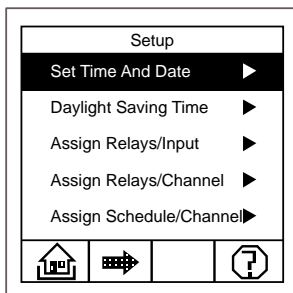 Setup
Set Time And Date
Daylight Saving Time
Assign Relays/Input
Assign Relays/Channel
Assign Schedule/Channel
?